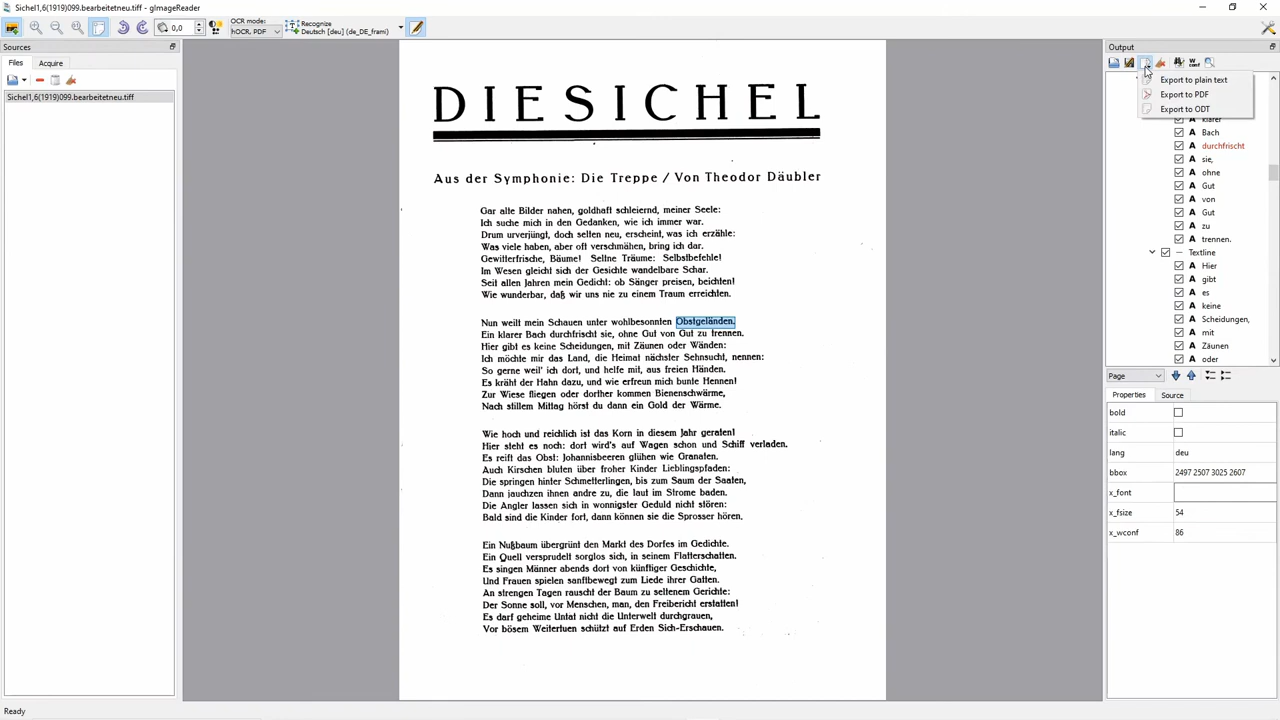 Sichel1,6(1919)099.bearbeitetneu.tiff - gImageReader
0,0
OCR mode:
hOCR, PDF
Recognize
Deutsch [deu] (de_DE_frami)
Sources
Files
Acquire
Sichel1,6(1919)099.bearbeitetneu.tiff
DIE SICHEL
Aus der Symphonie: Die Treppe / Von Theodor Däubler
Gar alte Bilder nahen, goldhaft schleiernd, meiner Seele:
Ich suche mich in den Gedanken, wie ich immer war.
Drum urverjüngt, doch selten neu, erscheint, was ich erzähle:
Was viele haben, aber oft verschmähen, bring ich dar.
Gewitterfrische, Bäume! Seltne Träume: Selbstbefehle!
Im Wesen gleicht sich der Gesichte wandelbare Schar.
Seit allen Jahren mein Gedicht: ob Sänger preisen, beichten!
Wie wunderbar, daß wir uns nie zu einem Traum erreichten.
Nun weilt mein Schauen unter wohlbesonnten Obstgeländen.
Ein klarer Bach durchfrischt sie, ohne Gut von Gut zu trennen.
Hier gibt es keine Scheidungen, mit Zäunen oder Wänden:
Ich möchte mir das Land, die Heimat nächster Sehnsucht, nennen:
So gerne weil' ich dort, und helfe mit, aus freien Händen.
Es kräht der Hahn dazu, und wie erfreun mich bunte Hennen!
Zur Wiese fliegen oder dorther kommen Bienenschwärme,
Nach stillem Mittag hörst du dann ein Gold der Wärme.
Wie hoch und reichlich ist das Korn in diesem Jahr geraten!
Hier steht es noch: dort wird's auf Wagen schon und Schiff verladen.
Es reift das Obst: Johannisbeeren glühen wie Granaten.
Auch Kirschen bluten über froher Kinder Lieblingspfaden:
Die springen hinter Schmetterlingen, bis zum Saum der Saaten,
Dann jauchzen ihnen andre zu, die laut im Strome baden.
Die Angler lassen sich in wonnigster Geduld nicht stören:
Bald sind die Kinder fort, dann können sie die Sprosser hören.
Ein Nußbaum übergrünt den Markt des Dorfes im Gedichte.
Ein Quell versprudelt sorglos sich, in seinem Flatterschatten.
Es singen Männer abends dort von künftiger Geschichte,
Und Frauen spielen sanftbewegt zum Liede ihrer Gatten.
An strengen Tagen rauscht der Baum zu seltenem Gerichte:
Der Sonne soll, vor Menschen, man, den Freibericht erstatten!
Es darf geheime Untat nicht die Unterwelt durchgrauen,
Vor bösem Weitertuen schützt auf Erden Sich-Erschauen.
Output
Export to plain text
Export to PDF
Export to ODT
klarer
Bach
durchfrischt
sie,
ohne
Gut
von
Gut
zu
trennen.
Textline
Hier
gibt
es
keine
Scheidungen,
mit
Zäunen
oder
Page
Properties
Source
bold
italic
lang deu
bbox 2497 2507 3025 2607
x_font
x_fsize 54
x_wconf 86
Ready